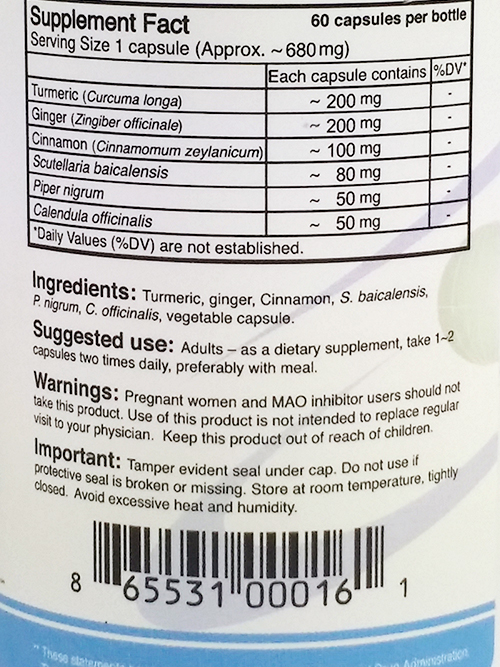 Supplement Fact 60 capsules per bottle
Serving Size 1 capsule (Approx. ~680mg)
Each capsule contains %DV*
Turmeric (Curcuma longa) ~ 200 mg -
Ginger (Zingiber officinale) ~ 200 mg -
Cinnamon (Cinnamomum zeylanicum) ~ 100 mg -
Scutellaria baicalensis ~ 80 mg -
Piper nigrum ~ 50 mg -
Calendula officinalis ~ 50 mg -
*Daily Values (%DV) are not established.
Ingredients: Turmeric, ginger, Cinnamon, S. baicalensis,
P. nigrum, C. officinalis, vegetable capsule.
Suggested use: Adults – as a dietary supplement, take 1~2
capsules two times daily, preferably with meal.
Warnings: Pregnant women and MAO inhibitor users should not
take this product. Use of this product is not intended to replace regular
visit to your physician. Keep this product out of reach of children.
Important: Tamper evident seal under cap. Do not use if
protective seal is broken or missing. Store at room temperature, tightly
closed. Avoid excessive heat and humidity.
8 65531 00016 1
These statements Drug Administration